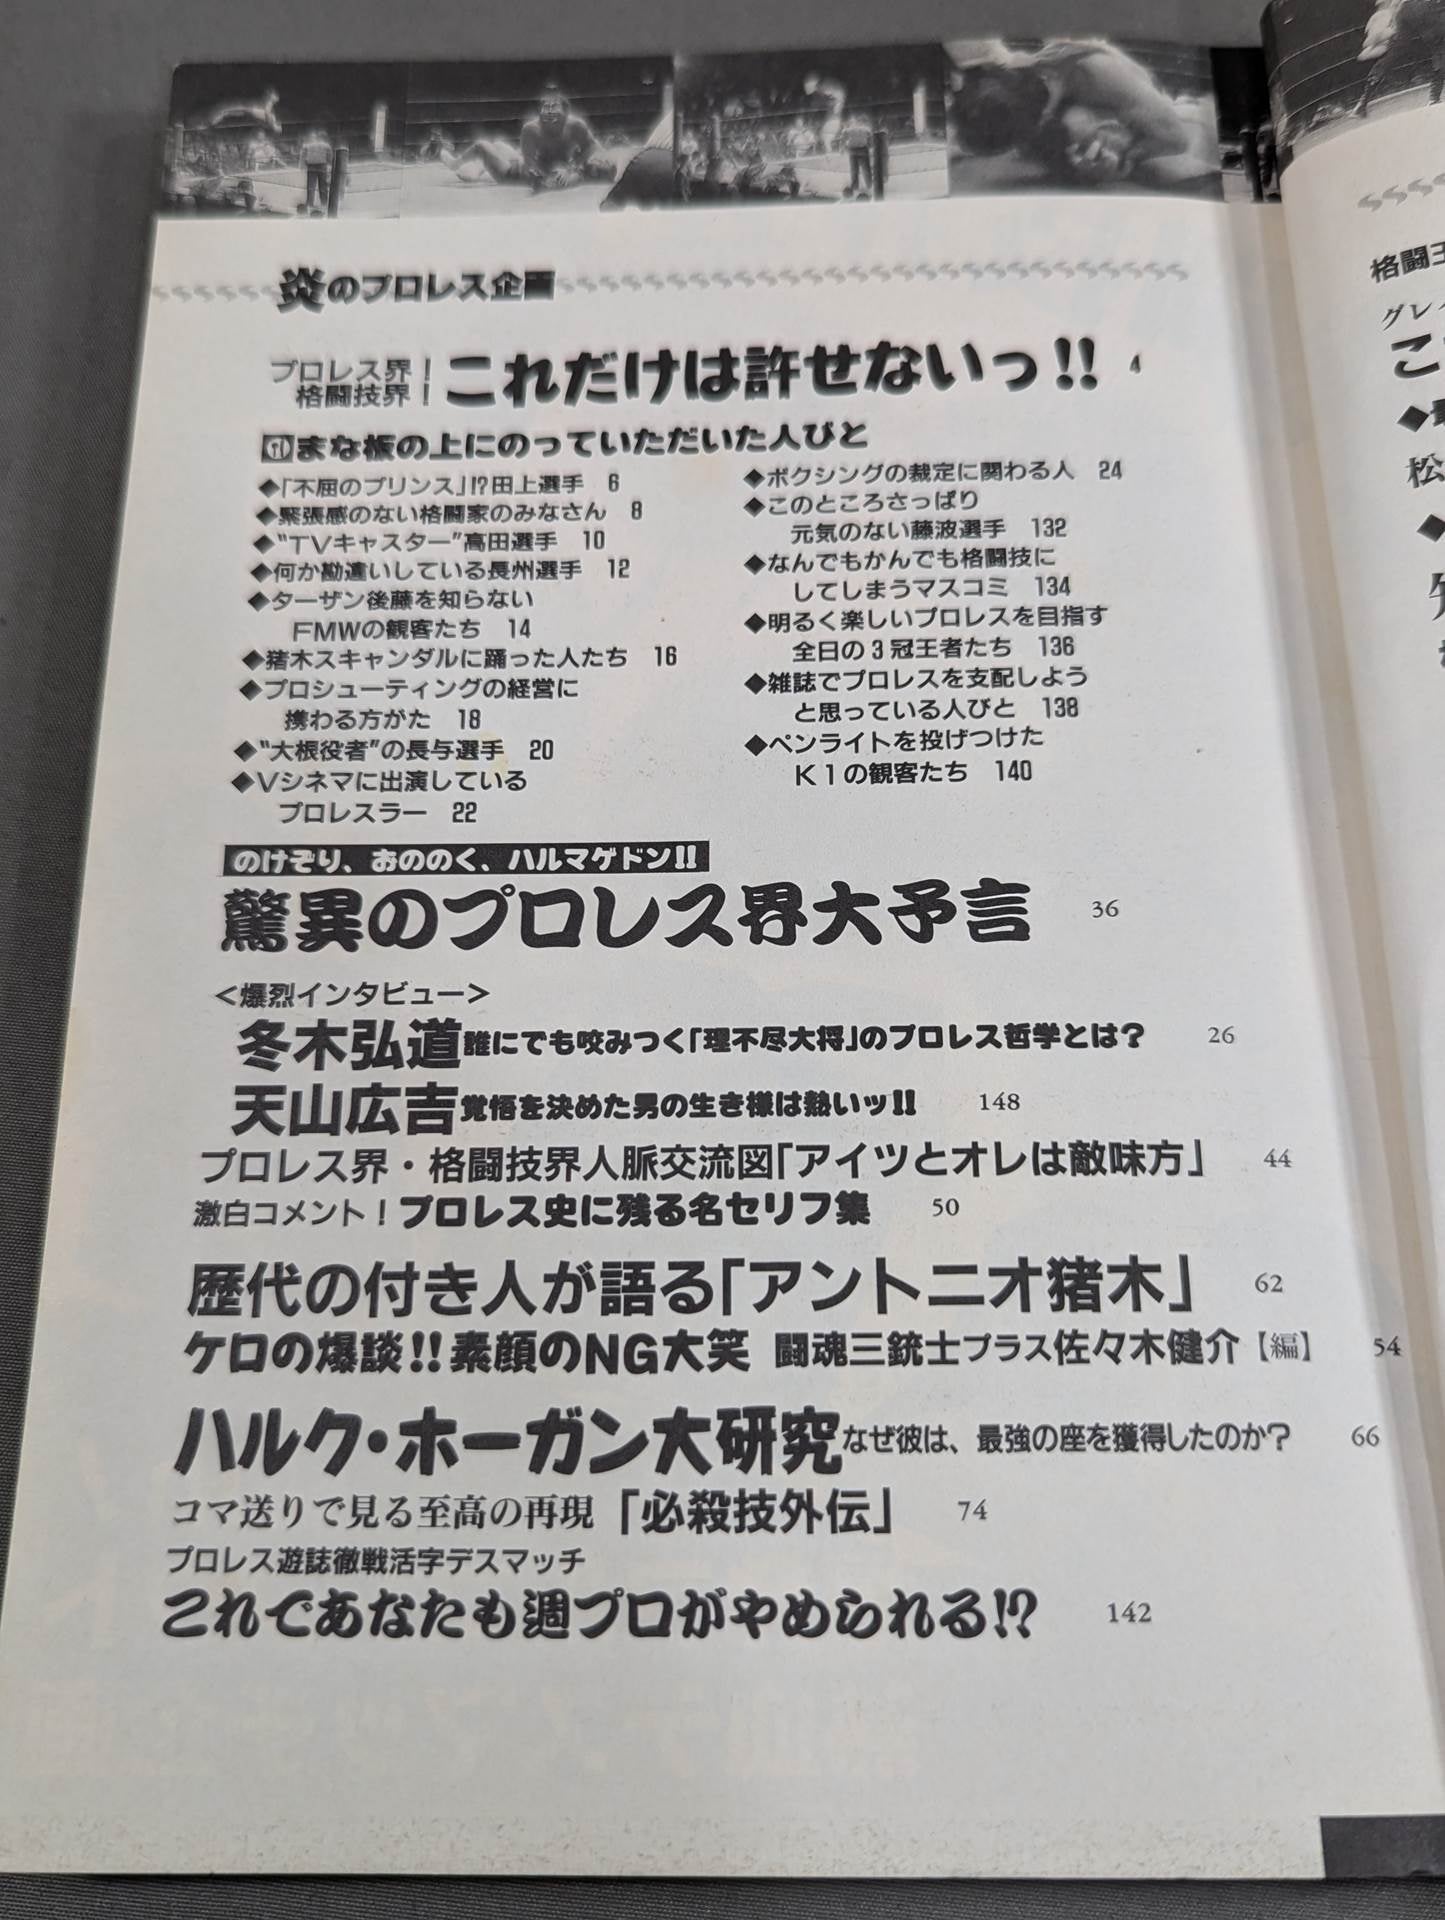 炎のプロレス企画
プロレス界！
格闘技界！
これだけは許せないっ!! 4
まな板の上にのっていただいた人びと
◆「不屈のプリンス」!?田上選手 6
◆緊張感のない格闘家のみなさん 8
◆“TVキャスター”高田選手 10
◆何か勘違いしている長州選手 12
◆ターザン後藤を知らない
FMWの観客たち 14
◆猪木スキャンダルに踊った人たち 16
◆プロシューティングの経営に
携わる方がた 18
◆“大根役者”の長与選手 20
◆Vシネマに出演している
プロレスラー 22
◆ボクシングの裁定に関わる人 24
◆このところさっぱり
元気のない藤波選手 132
◆なんでもかんでも格闘技に
してしまうマスコミ 134
◆明るく楽しいプロレスを目指す
全日の3冠王者たち 136
◆雑誌でプロレスを支配しよう
と思っている人びと 138
◆ペンライトを投げつけた
K1の観客たち 140
のけぞり、おののく、ハルマゲドン!!
驚異のプロレス界大予言 36
＜爆烈インタビュー＞
冬木弘道誰にでも咬みつく「理不尽大将」のプロレス哲学とは？ 26
天山広吉覚悟を決めた男の生き様は熱いッ!! 148
プロレス界・格闘技界人脈交流図「アイツとオレは敵味方」 44
激白コメント！プロレス史に残る名セリフ集 50
歴代の付き人が語る「アントニオ猪木」 62
ケロの爆談!!素顔のNG大笑 闘魂三銃士プラス佐々木健介【編】 54
ハルク・ホーガン大研究なぜ彼は、最強の座を獲得したのか？ 66
コマ送りで見る至高の再現「必殺技外伝」 74
プロレス遊誌徹戦活字デスマッチ
これであなたも週プロがやめられる!? 142
格闘王
グレ
こ
◆
松
◆